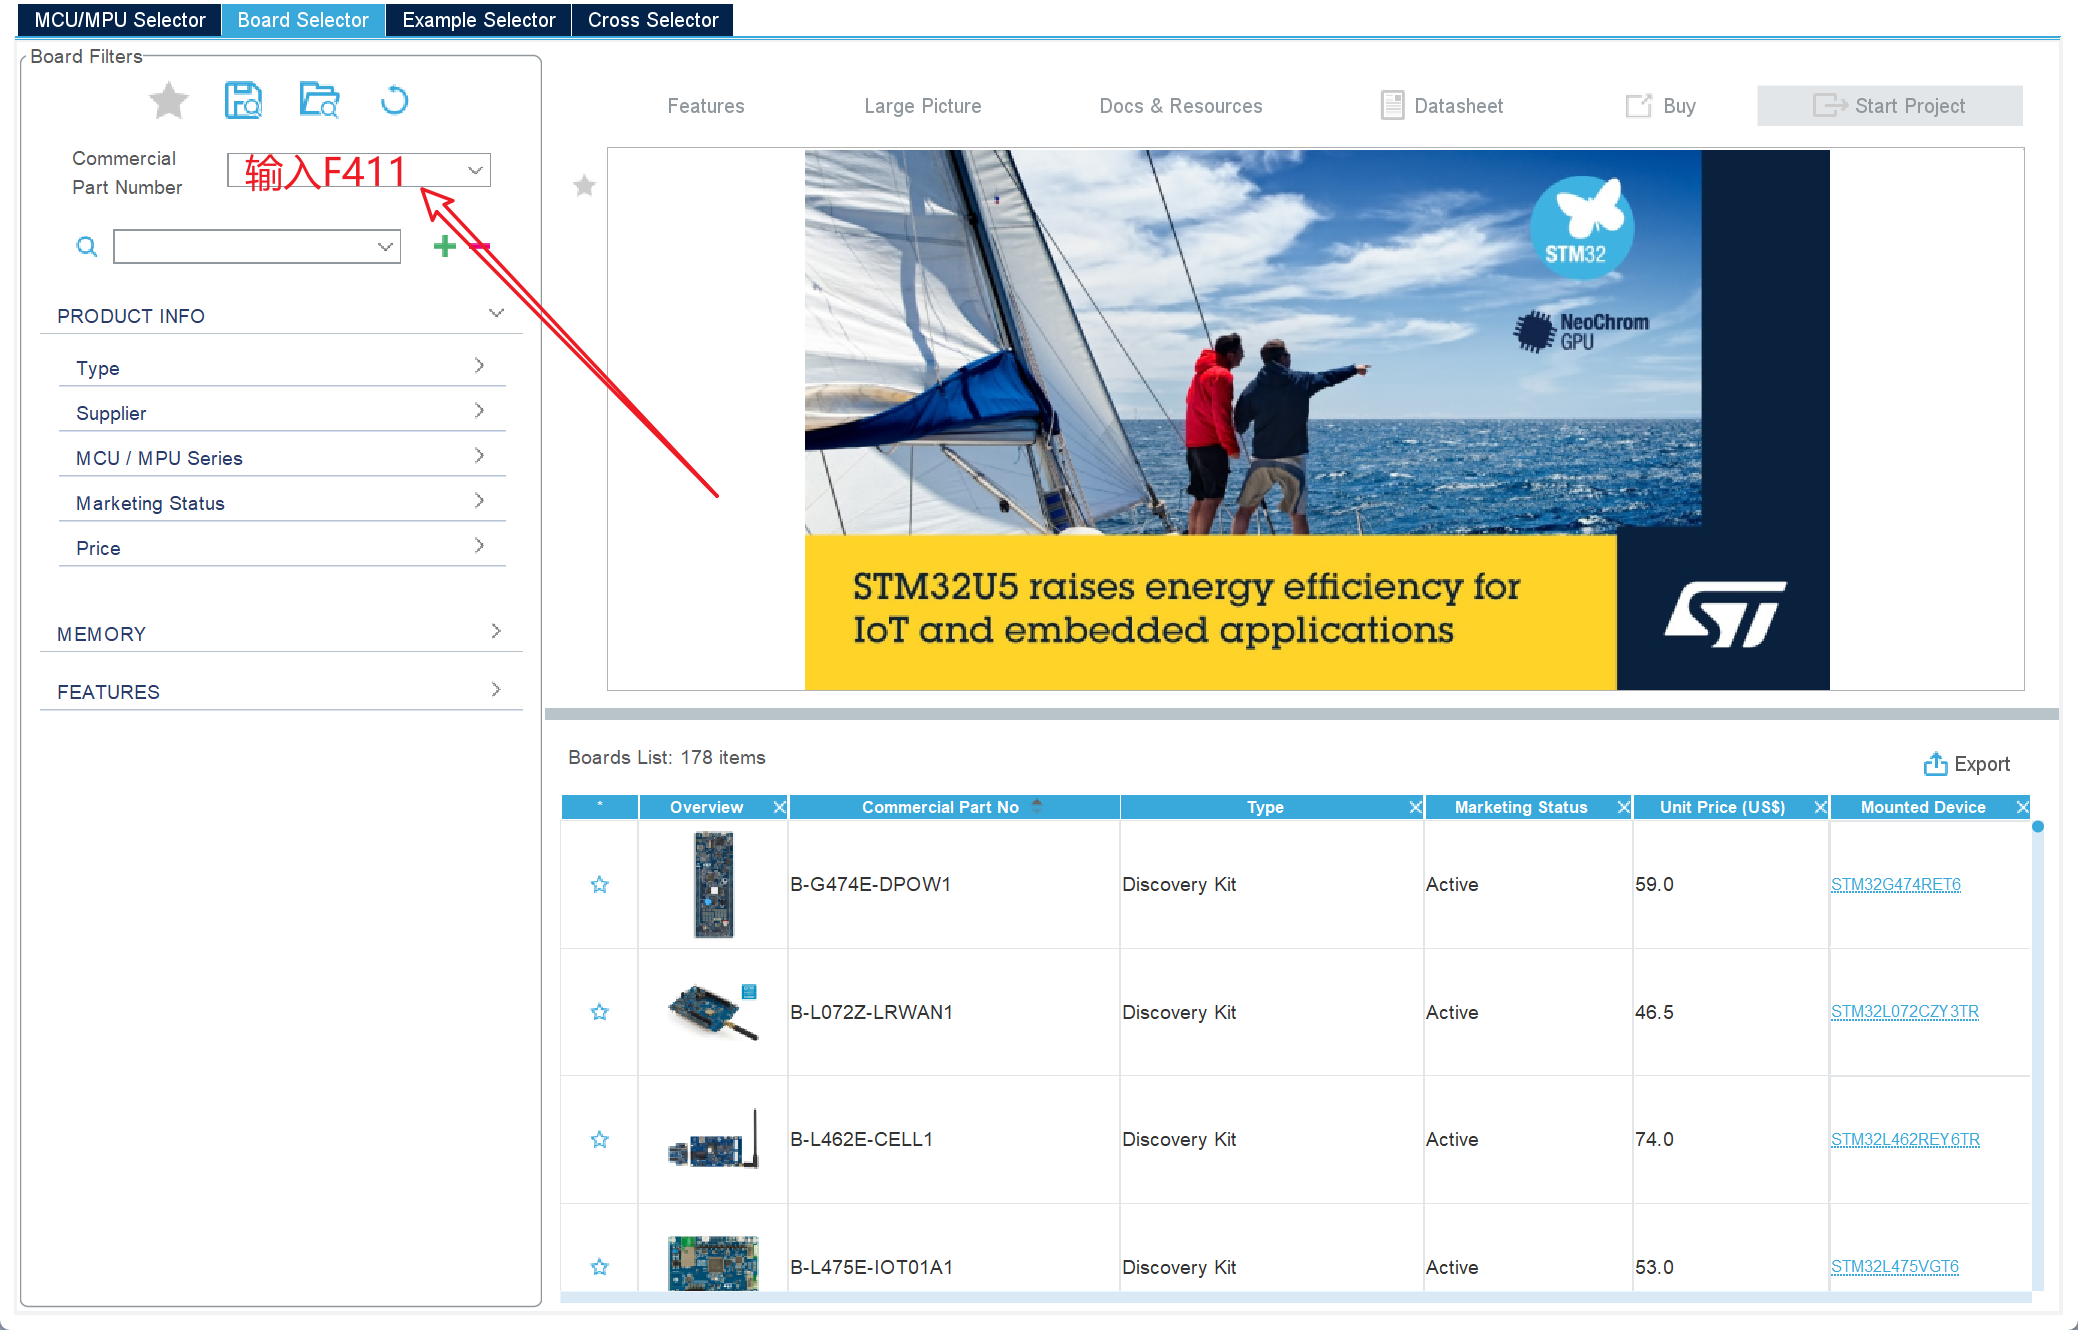 MCU/MPU Selector
Board Selector
Example Selector
Cross Selector
Board Filters
Commercial
Part Number
输入F411
PRODUCT INFO
Type
Supplier
MCU / MPU Series
Marketing Status
Price
MEMORY
FEATURES
Features
Large Picture
Docs & Resources
Datasheet
Buy
Start Project
STM32
NeoChrom
GPU
STM32U5 raises energy efficiency for
IoT and embedded applications
ST
Boards List: 178 items
Export
* Overview Commercial Part No Type Marketing Status Unit Price (US$) Mounted Device
B-G474E-DPOW1 Discovery Kit Active 59.0 STM32G474RET6
B-L072Z-LRWAN1 Discovery Kit Active 46.5 STM32L072CZY3TR
B-L462E-CELL1 Discovery Kit Active 74.0 STM32L462REY6TR
B-L475E-IOT01A1 Discovery Kit Active 53.0 STM32L475VGT6